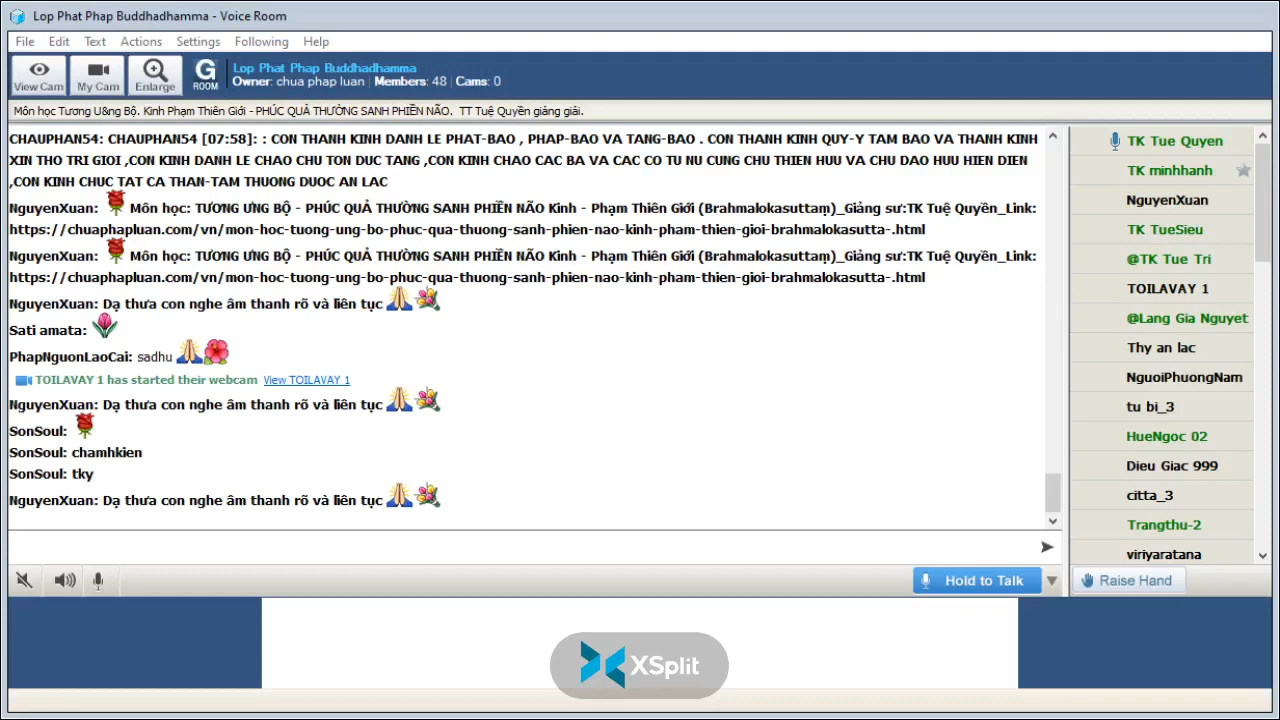 Lop Phat Phap Buddhadhamma - Voice Room
File Edit Text Actions Settings Following Help
View Cam My Cam Enlarge G ROOM
Lop Phat Phap Buddhadhamma
Owner: chua phap luan | Members: 48 | Cams: 0
Môn học Tương U&ng Bộ. Kinh Phạm Thiên Giới - PHÚC QUẢ THƯỜNG SANH PHIỀN NÃO. TT Tuệ Quyền giảng giải.
CHAUPHAN54: CHAUPHAN54 [07:58]: : CON THANH KINH DANH LE PHAT-BAO , PHAP-BAO VA TANG-BAO . CON THANH KINH QUY-Y TAM BAO VA THANH KINH
XIN THO TRI GIOI ,CON KINH DANH LE CHAO CHU TON DUC TANG ,CON KINH CHAO CAC BA VA CAC CO TU NU CUNG CHU THIEN HUU VA CHU DAO HUU HIEN DIEN
,CON KINH CHUC TAT CA THAN-TAM THUONG DUOC AN LAC
NguyenXuan: Môn học: TƯƠNG ƯNG BỘ - PHÚC QUẢ THƯỜNG SANH PHIỀN NÃO Kinh - Phạm Thiên Giới (Brahmalokasuttaṃ)_Giảng sư:TK Tuệ Quyền_Link:
https://chuaphapluan.com/vn/mon-hoc-tuong-ung-bo-phuc-qua-thuong-sanh-phien-nao-kinh-pham-thien-gioi-brahmalokasutta-.html
NguyenXuan: Môn học: TƯƠNG ƯNG BỘ - PHÚC QUẢ THƯỜNG SANH PHIỀN NÃO Kinh - Phạm Thiên Giới (Brahmalokasuttaṃ)_Giảng sư:TK Tuệ Quyền_Link:
https://chuaphapluan.com/vn/mon-hoc-tuong-ung-bo-phuc-qua-thuong-sanh-phien-nao-kinh-pham-thien-gioi-brahmalokasutta-.html
NguyenXuan: Dạ thưa con nghe âm thanh rõ và liên tục
Sati amata:
PhapNguonLaoCai: sadhu
TOILAVAY 1 has started their webcam View TOILAVAY 1
NguyenXuan: Dạ thưa con nghe âm thanh rõ và liên tục
SonSoul:
SonSoul: chamhkien
SonSoul: tky
NguyenXuan: Dạ thưa con nghe âm thanh rõ và liên tục
TK Tue Quyen
TK minhhanh
NguyenXuan
TK TueSieu
@TK Tue Tri
TOILAVAY 1
@Lang Gia Nguyet
Thy an lac
NguoiPhuongNam
tu bi_3
HueNgoc 02
Dieu Giac 999
citta_3
Trangthu-2
viriyaratana
Hold to Talk
Raise Hand
XSplit